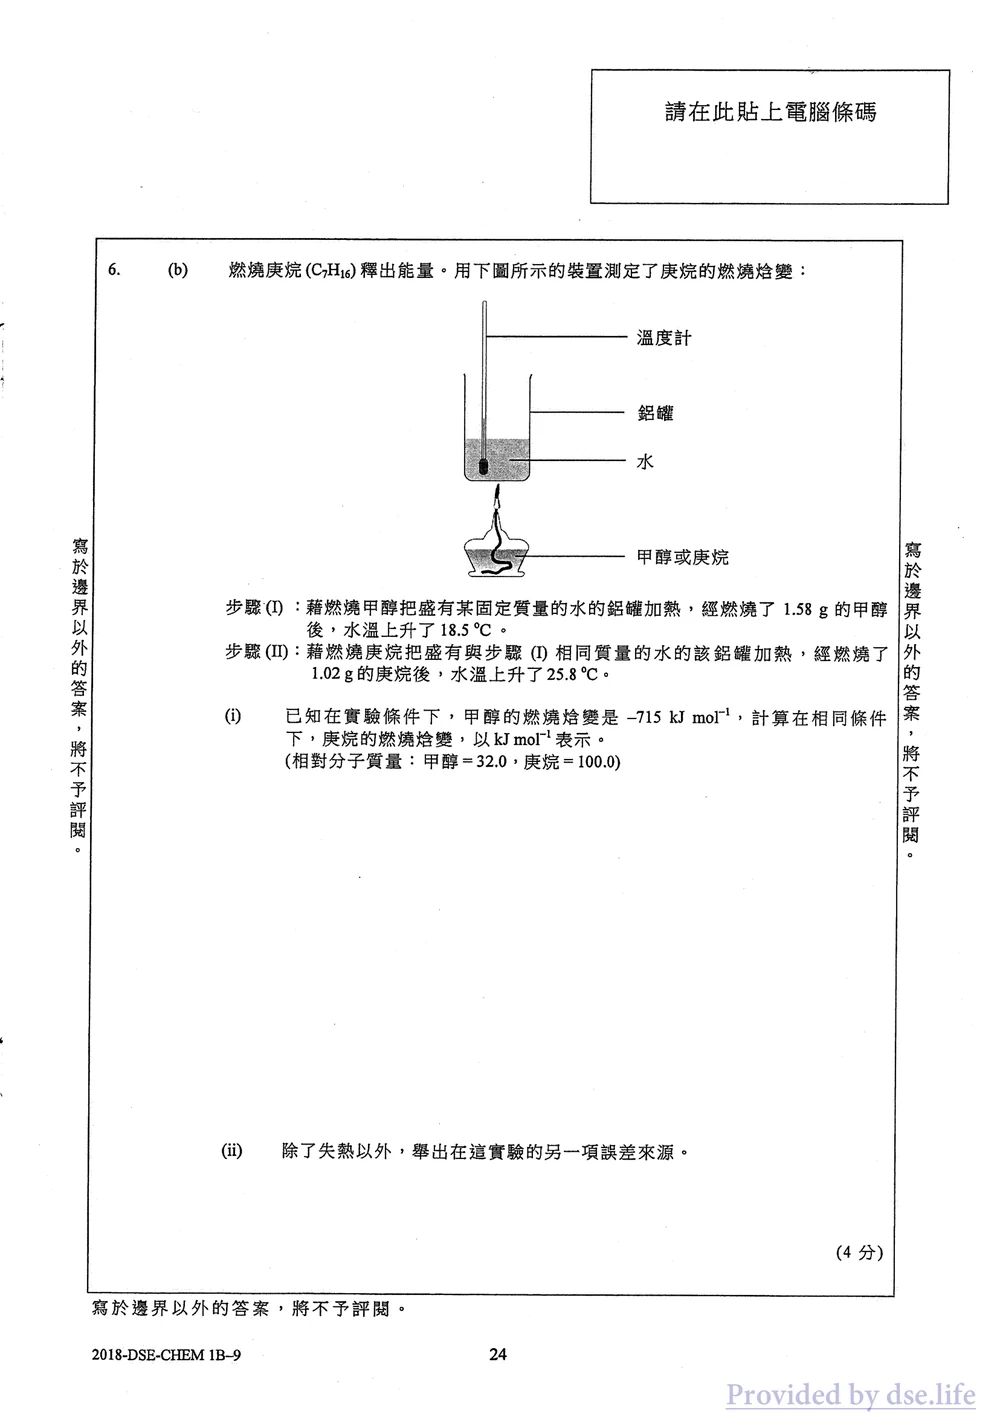 請在此貼上電腦條碼
6. (b) 燃燒庚烷 (C₇H₁₆) 釋出能量。用下圖所示的裝置測定了庚烷的燃燒焓變：
溫度計
鋁罐
水
甲醇或庚烷
步驟 (I) ：藉燃燒甲醇把盛有某固定質量的水的鋁罐加熱，經燃燒了 1.58 g 的甲醇
後，水溫上升了 18.5 °C 。
步驟 (II)：藉燃燒庚烷把盛有與步驟 (I) 相同質量的水的該鋁罐加熱，經燃燒了
1.02 g 的庚烷後，水溫上升了 25.8 °C。
(i) 已知在實驗條件下，甲醇的燃燒焓變是 –715 kJ mol⁻¹，計算在相同條件
下，庚烷的燃燒焓變，以 kJ mol⁻¹ 表示。
(相對分子質量：甲醇 = 32.0，庚烷 = 100.0)
(ii) 除了失熱以外，舉出在這實驗的另一項誤差來源。
(4 分)
寫於邊界以外的答案，將不予評閱。
寫於邊界以外的答案，將不予評閱。
寫於邊界以外的答案，將不予評閱。
2018-DSE-CHEM 1B–9
24
Provided by dse.life